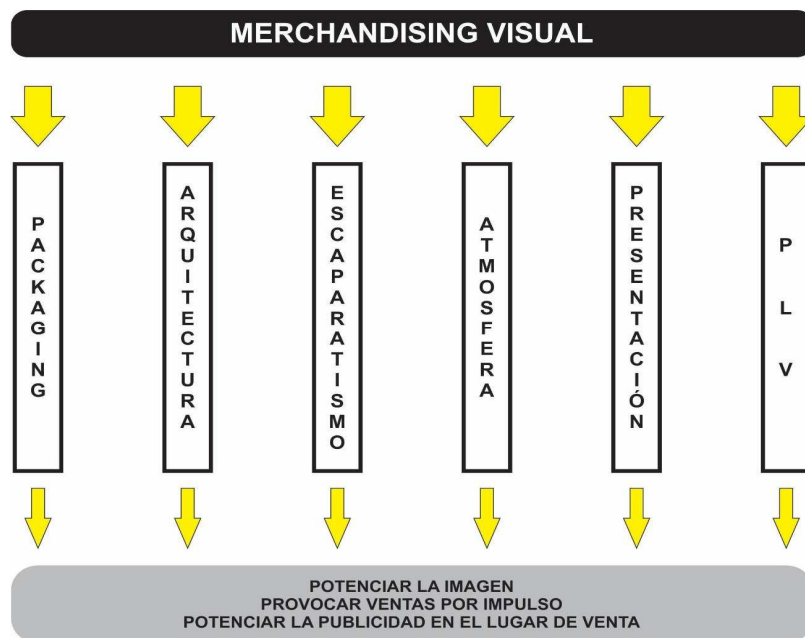 MERCHANDISING VISUAL
PACKAGING
ARQUITECTURA
ESCAPARATISMO
ATMOSFERA
PRESENTACIÓN
PLV
POTENCIAR LA IMAGEN
PROVOCAR VENTAS POR IMPULSO
POTENCIAR LA PUBLICIDAD EN EL LUGAR DE VENTA